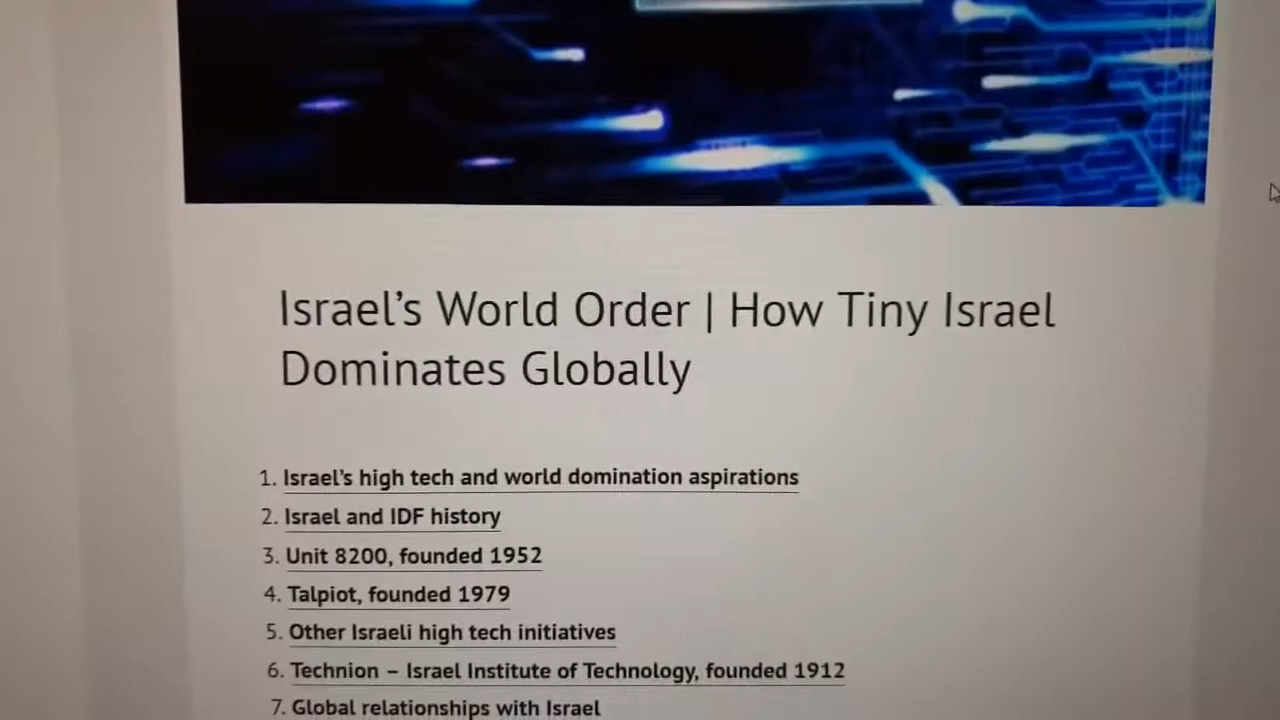 Israel's World Order | How Tiny Israel
Dominates Globally
1. Israel's high tech and world domination aspirations
2. Israel and IDF history
3. Unit 8200, founded 1952
4. Talpiot, founded 1979
5. Other Israeli high tech initiatives
6. Technion – Israel Institute of Technology, founded 1912
7. Global relationships with Israel